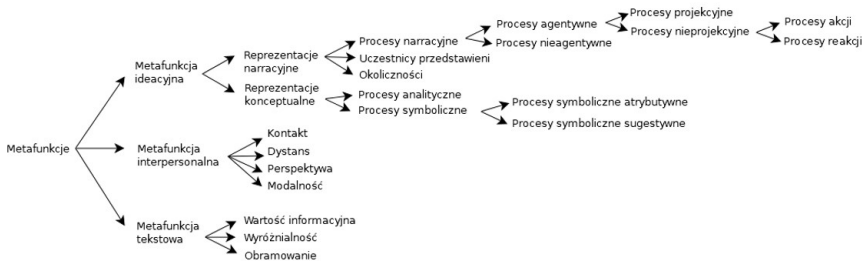 Metafunkcje
Metafunkcja
ideacyjna
Reprezentacje
narracyjne
Procesy narracyjne
Procesy agentywne
Procesy projekcyjne
Procesy nieprojekcyjne
Procesy akcji
Procesy reakcji
Procesy nieagentywne
Uczestnicy przedstawieni
Okoliczności
Reprezentacje
konceptualne
Procesy analityczne
Procesy symboliczne
Procesy symboliczne atrybutywne
Procesy symboliczne sugestywne
Metafunkcja
interpersonalna
Kontakt
Dystans
Perspektywa
Modalność
Metafunkcja
tekstowa
Wartość informacyjna
Wyróżnialność
Obramowanie